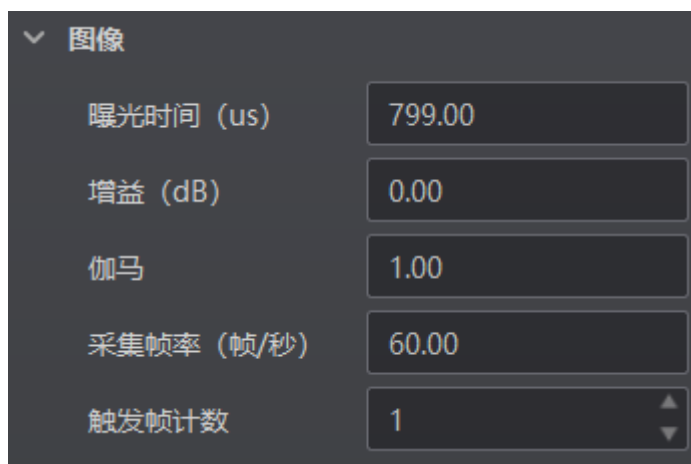 图像
曝光时间（us） 799.00
增益（dB） 0.00
伽马 1.00
采集帧率（帧/秒） 60.00
触发帧计数 1